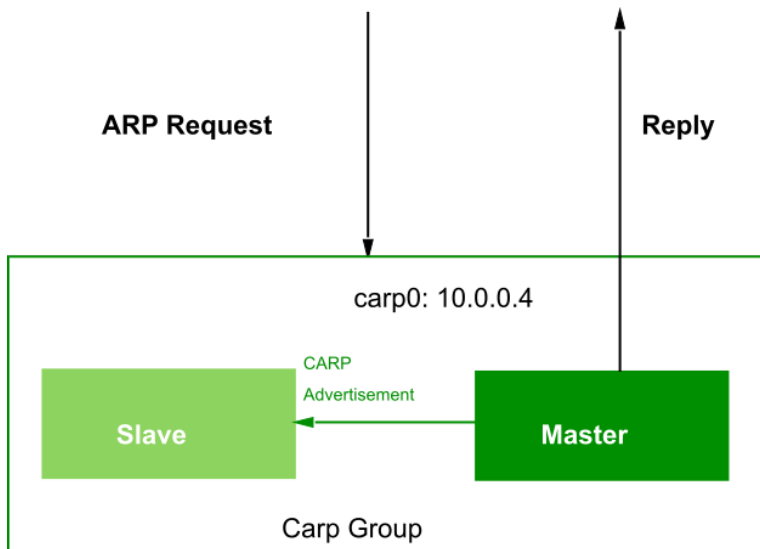 ARP Request
Reply
carp0: 10.0.0.4
CARP
Advertisement
Slave
Master
Carp Group